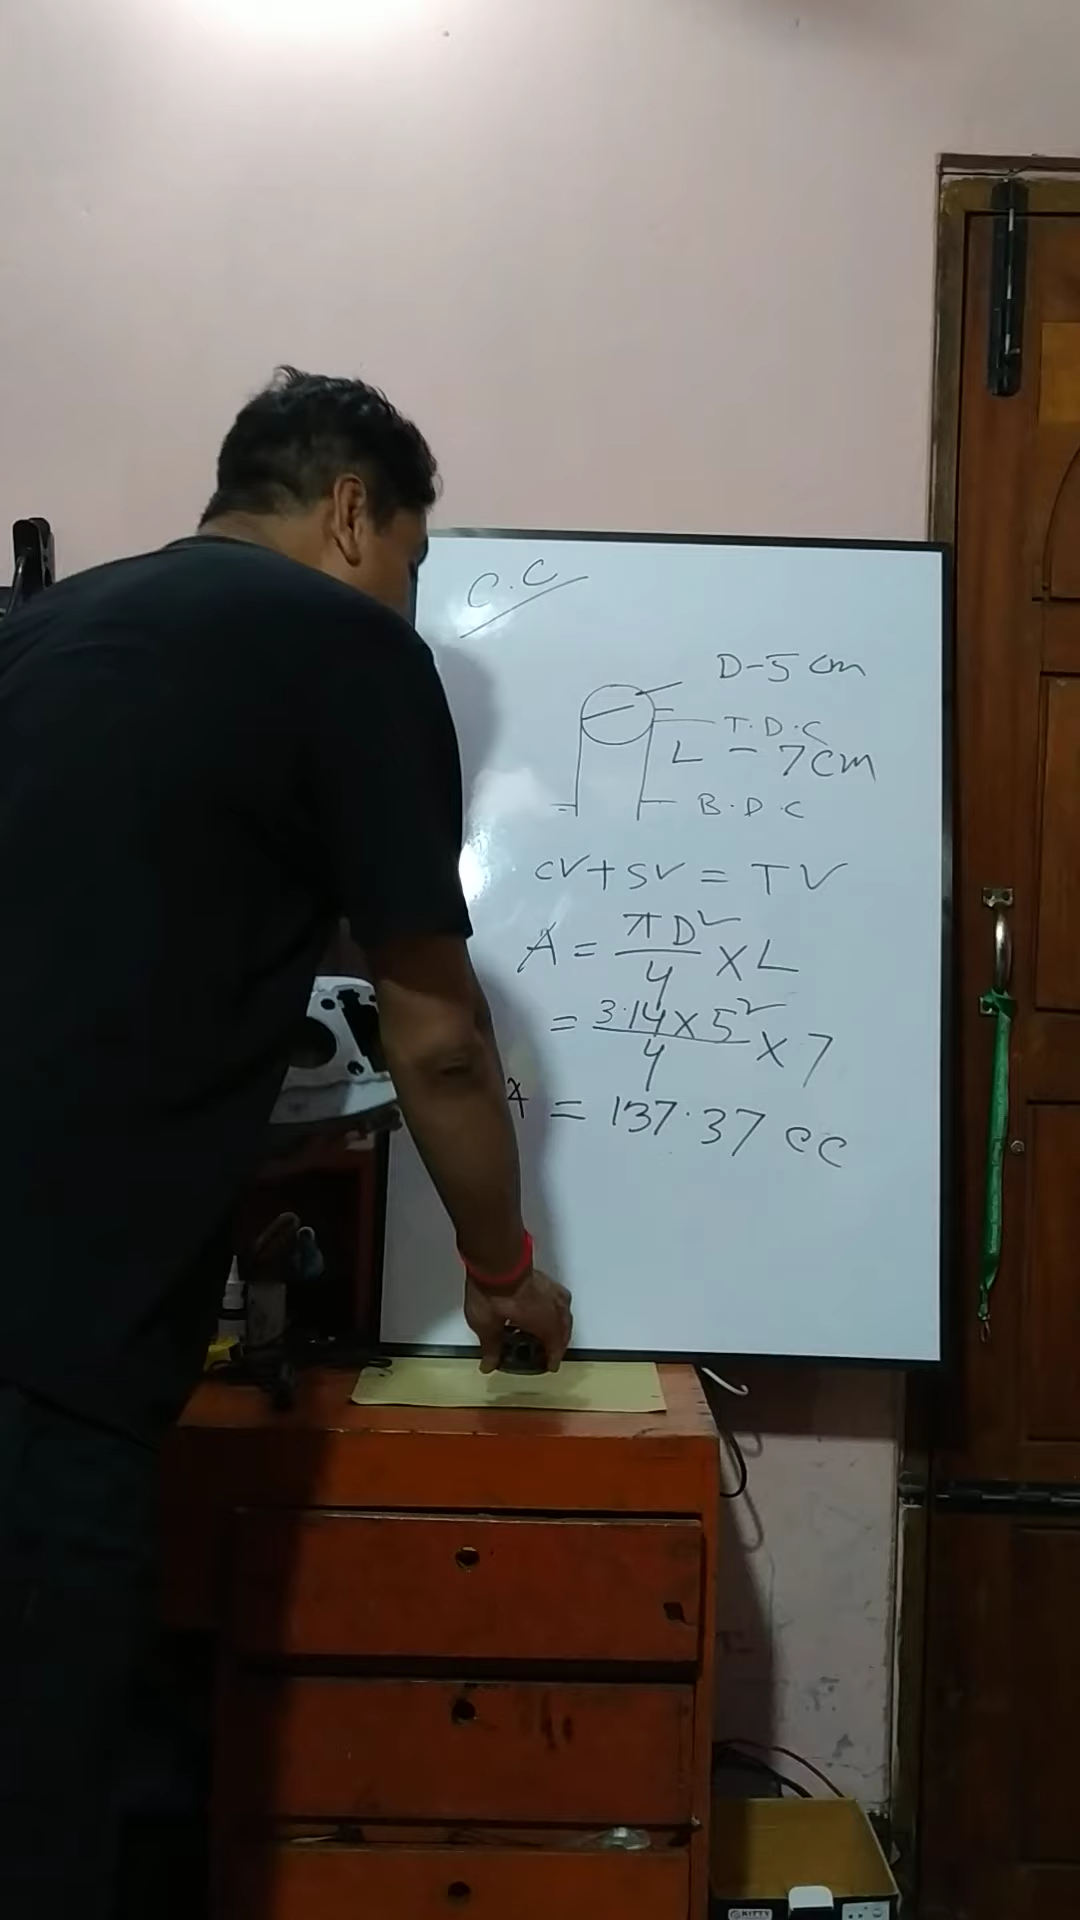 C.C
D-5 cm
T.D.C
L - 7cm
B.D.C
CV+SV = TV
A = πD²/4 × L
= 3.14×5²/4 × 7
= 137.37 cc